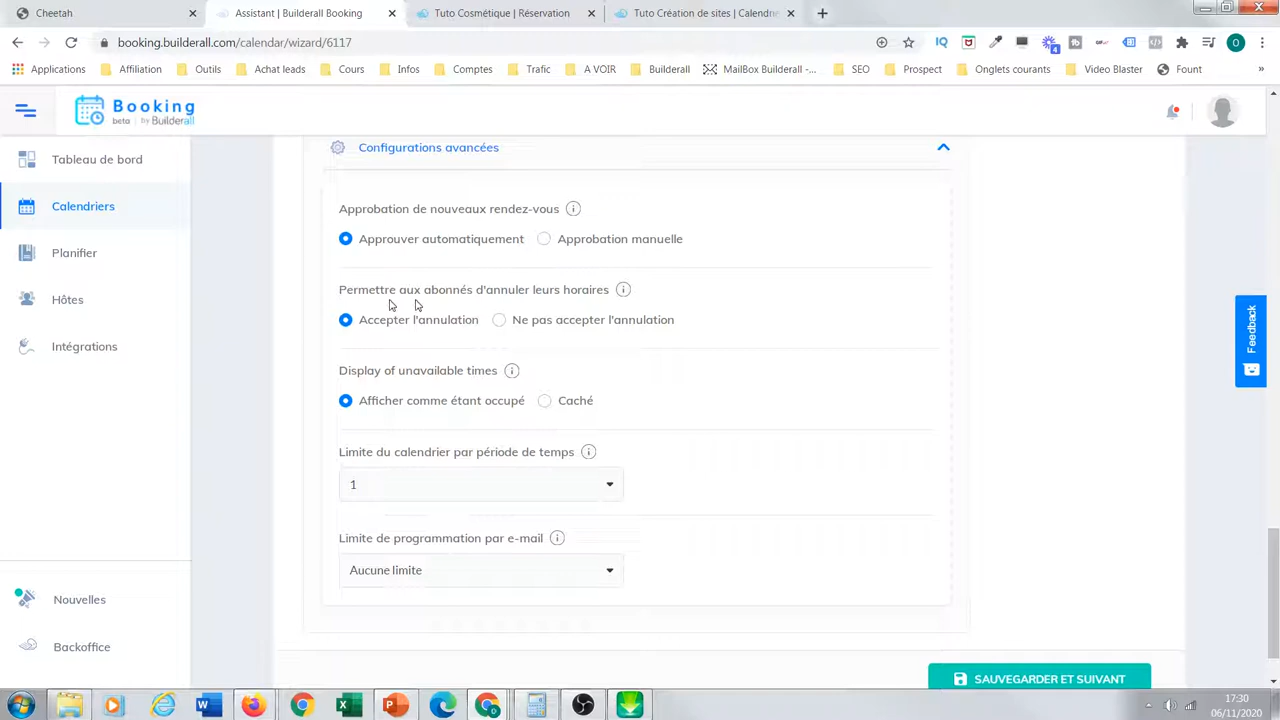 Cheetah
Assistant | Builderall Booking
Tuto Cosmétique | Rés
Tuto Création de sites | Calendri
booking.builderall.com/calendar/wizard/6117
Applications
Affiliation
Outils
Achat leads
Cours
Infos
Comptes
Trafic
A VOIR
Builderall
MailBox Builderall -...
SEO
Prospect
Onglets courants
Video Blaster
Fount
»
Booking
beta | by Builderall
Tableau de bord
Calendriers
Planifier
Hôtes
Intégrations
Nouvelles
Backoffice
Configurations avancées
Approbation de nouveaux rendez-vous
Approuver automatiquement
Approbation manuelle
Permettre aux abonnés d'annuler leurs horaires
Accepter l'annulation
Ne pas accepter l'annulation
Display of unavailable times
Afficher comme étant occupé
Caché
Limite du calendrier par période de temps
1
Limite de programmation par e-mail
Aucune limite
SAUVEGARDER ET SUIVANT
Feedback
17:30
06/11/2020